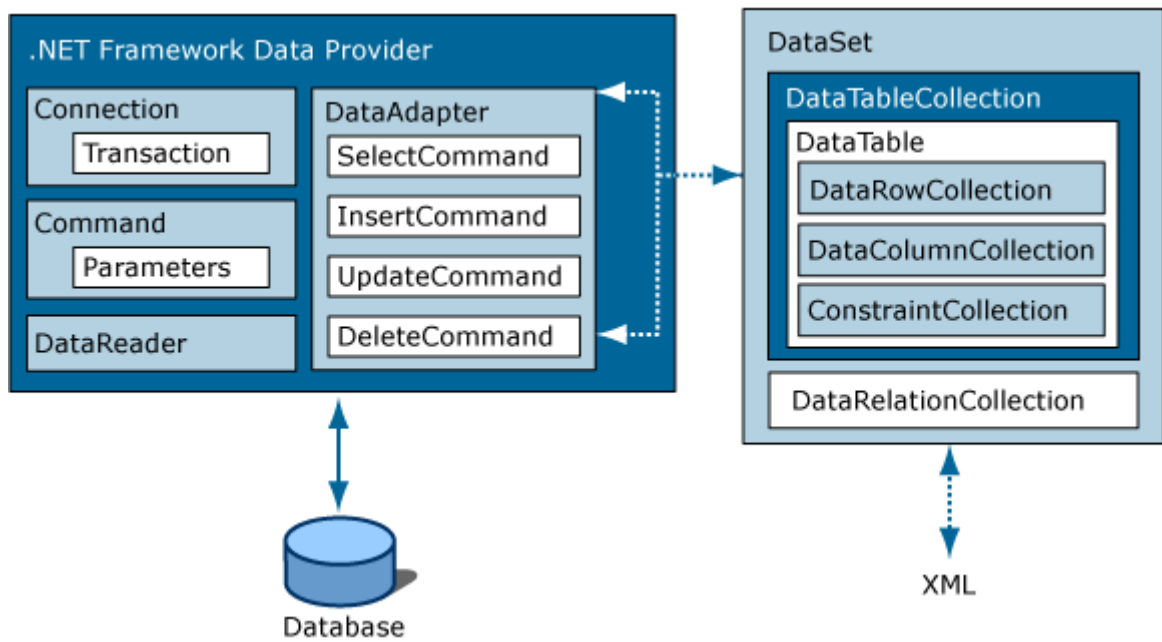 .NET Framework Data Provider
Connection
Transaction
Command
Parameters
DataReader
DataAdapter
SelectCommand
InsertCommand
UpdateCommand
DeleteCommand
DataSet
DataTableCollection
DataTable
DataRowCollection
DataColumnCollection
ConstraintCollection
DataRelationCollection
Database
XML